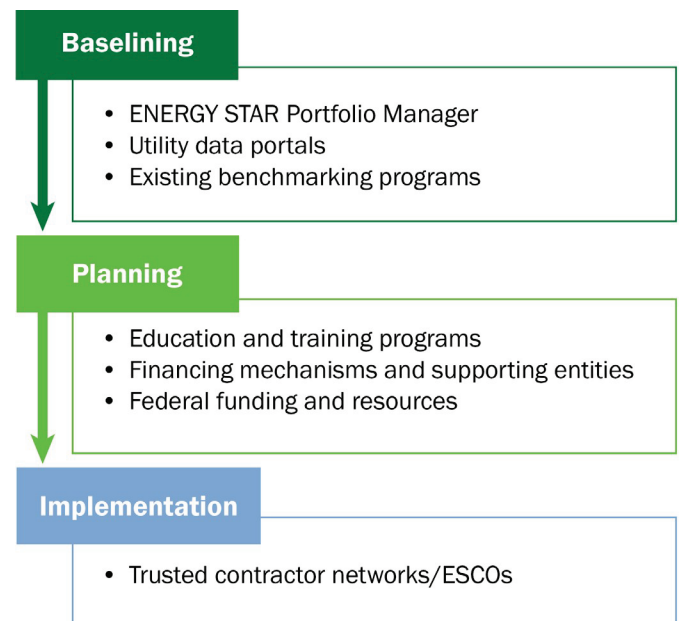 Baselining
• ENERGY STAR Portfolio Manager
• Utility data portals
• Existing benchmarking programs
Planning
• Education and training programs
• Financing mechanisms and supporting entities
• Federal funding and resources
Implementation
• Trusted contractor networks/ESCOs